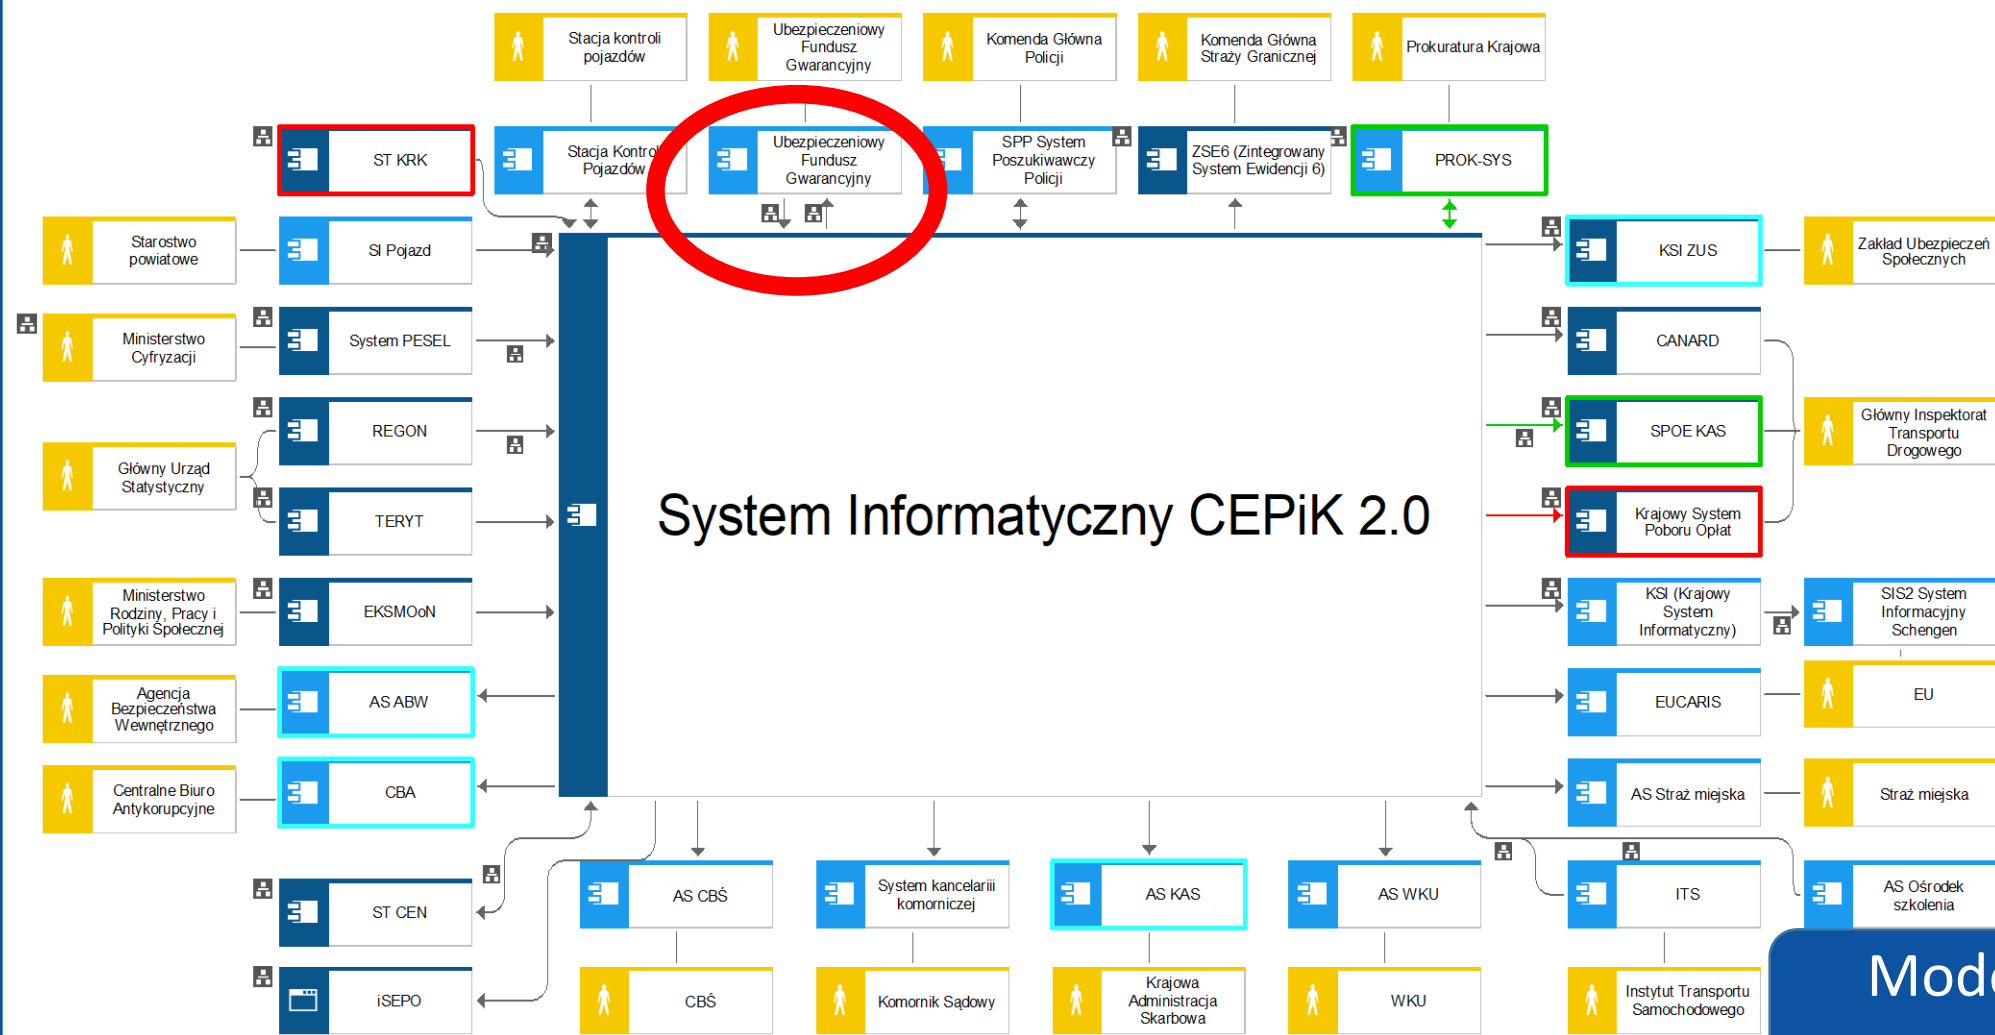 Stacja kontroli
pojazdów
Ubezpieczeniowy
Fundusz
Gwarancyjny
Komenda Główna
Policji
Komenda Główna
Straży Granicznej
Prokuratura Krajowa
ST KRK
Stacja Kontroli
Pojazdów
Ubezpieczeniowy
Fundusz
Gwarancyjny
SPP System
Poszukiwawczy
Policji
ZSE6 (Zintegrowany
System Ewidencji 6)
PROK-SYS
Starostwo
powiatowe
SI Pojazd
KSI ZUS
Zakład Ubezpieczeń
Społecznych
Ministerstwo
Cyfryzacji
System PESEL
CANARD
Główny Urząd
Statystyczny
REGON
TERYT
SPOE KAS
Główny Inspektorat
Transportu
Drogowego
System Informatyczny CEPiK 2.0
Krajowy System
Poboru Opłat
Ministerstwo
Rodziny, Pracy i
Polityki Społecznej
EKSMOoN
KSI (Krajowy
System
Informatyczny)
SIS2 System
Informacyjny
Schengen
Agencja
Bezpieczeństwa
Wewnętrznego
AS ABW
EUCARIS
EU
Centralne Biuro
Antykorupcyjne
CBA
AS Straż miejska
Straż miejska
ST CEN
AS CBŚ
System kancelariii
komorniczej
AS KAS
AS WKU
ITS
AS Ośrodek
szkolenia
iSEPO
CBŚ
Komornik Sądowy
Krajowa
Administracja
Skarbowa
WKU
Instytut Transportu
Samochodowego